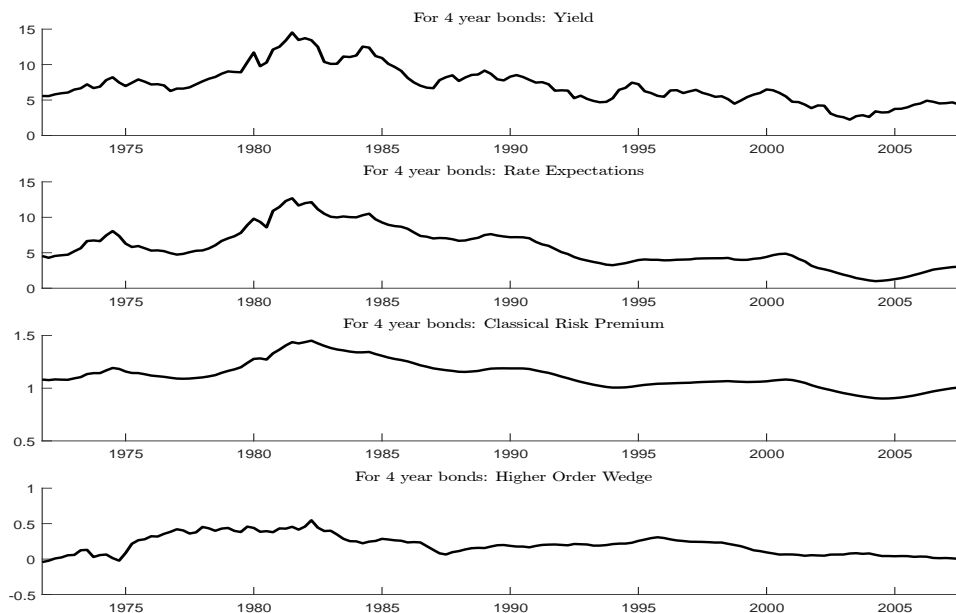 For 4 year bonds: Yield
15
10
5
0
1975 1980 1985 1990 1995 2000 2005
For 4 year bonds: Rate Expectations
15
10
5
0
1975 1980 1985 1990 1995 2000 2005
For 4 year bonds: Classical Risk Premium
1.5
1
0.5
1975 1980 1985 1990 1995 2000 2005
For 4 year bonds: Higher Order Wedge
1
0.5
0
-0.5
1975 1980 1985 1990 1995 2000 2005